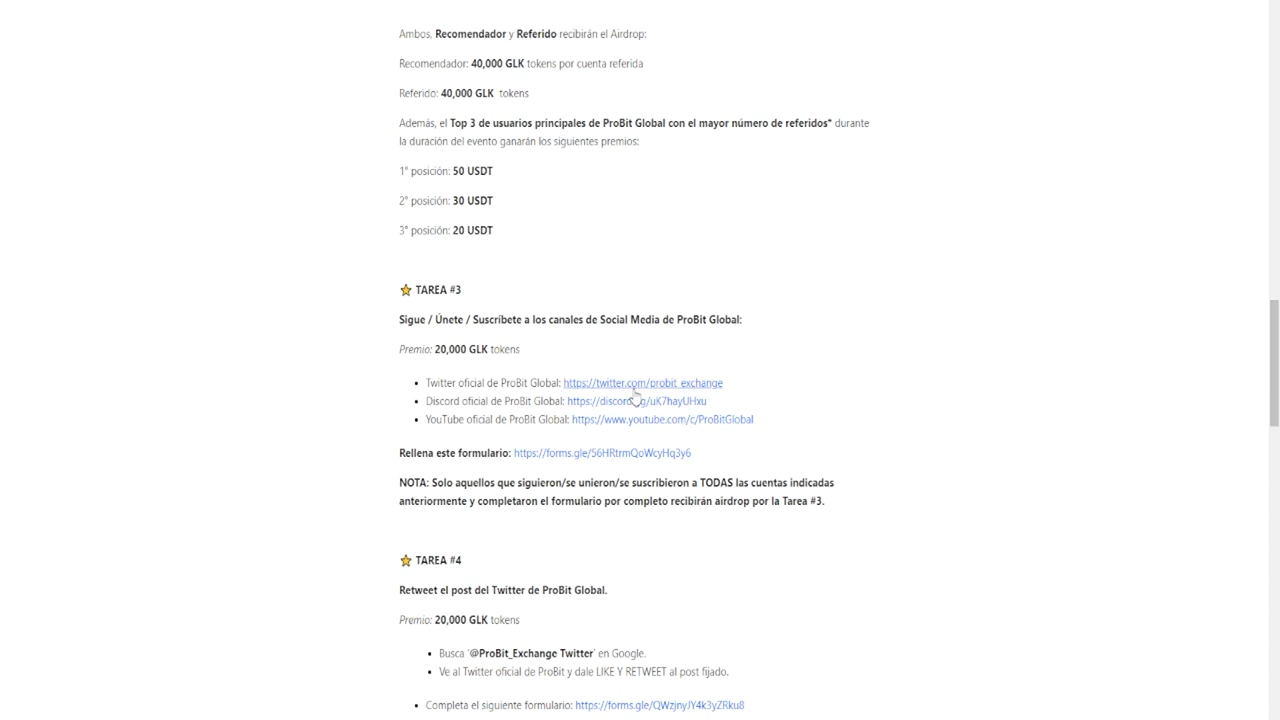 Ambos, Recomendador y Referido recibirán el Airdrop:
Recomendador: 40,000 GLK tokens por cuenta referida
Referido: 40,000 GLK tokens
Además, el Top 3 de usuarios principales de ProBit Global con el mayor número de referidos* durante
la duración del evento ganarán los siguientes premios:
1° posición: 50 USDT
2° posición: 30 USDT
3° posición: 20 USDT
TAREA #3
Sigue / Únete / Suscríbete a los canales de Social Media de ProBit Global:
Premio: 20,000 GLK tokens
• Twitter oficial de ProBit Global: https://twitter.com/probit_exchange
• Discord oficial de ProBit Global: https://discord.gg/uK7hayUHxu
• YouTube oficial de ProBit Global: https://www.youtube.com/c/ProBitGlobal
Rellena este formulario: https://forms.gle/56HRtrmQoWcyHq3y6
NOTA: Solo aquellos que siguieron/se unieron/se suscribieron a TODAS las cuentas indicadas
anteriormente y completaron el formulario por completo recibirán airdrop por la Tarea #3.
TAREA #4
Retweet el post del Twitter de ProBit Global.
Premio: 20,000 GLK tokens
• Busca '@ProBit_Exchange Twitter' en Google.
• Ve al Twitter oficial de ProBit y dale LIKE Y RETWEET al post fijado.
• Completa el siguiente formulario: https://forms.gle/QWzjnyJY4k3yZRku8